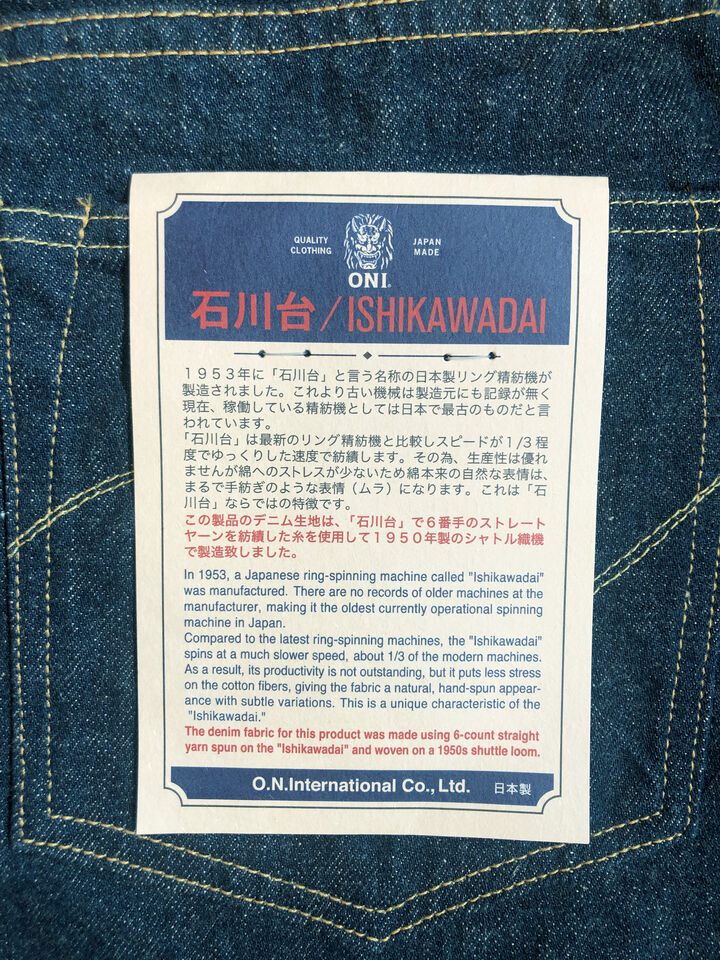 QUALITY CLOTHING
JAPAN MADE
ONI®
石川台/ISHIKAWADAI
1953年に「石川台」と言う名称の日本製リング精紡機が
製造されました。これより古い機械は製造元にも記録が無く
現在、稼働している精紡機としては日本で最古のものだと言
われています。
「石川台」は最新のリング精紡機と比較しスピードが1/3程
度でゆっくりした速度で紡績します。その為、生産性は優れ
ませんが綿へのストレスが少ないため綿本来の自然な表情は、
まるで手紡ぎのような表情（ムラ）になります。これは「石
川台」ならではの特徴です。
この製品のデニム生地は、「石川台」で6番手のストレート
ヤーンを紡績した糸を使用して1950年製のシャトル織機
で製造致しました。
In 1953, a Japanese ring-spinning machine called "Ishikawadai"
was manufactured. There are no records of older machines at the
manufacturer, making it the oldest currently operational spinning
machine in Japan.
Compared to the latest ring-spinning machines, the "Ishikawadai"
spins at a much slower speed, about 1/3 of the modern machines.
As a result, its productivity is not outstanding, but it puts less stress
on the cotton fibers, giving the fabric a natural, hand-spun appear-
ance with subtle variations. This is a unique characteristic of the
"Ishikawadai."
The denim fabric for this product was made using 6-count straight
yarn spun on the "Ishikawadai" and woven on a 1950s shuttle loom.
O.N.International Co., Ltd. 日本製